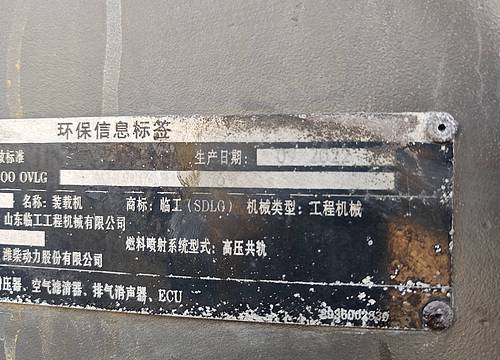 环保信息标签
放标准
生产日期：
00 OVLG
名称：装载机 商标：临工（SDLG） 机械类型：工程机械
山东临工工程机械有限公司
燃料喷射系统型式：高压共轨
潍柴动力股份有限公司
增压器、空气滤清器、排气消声器、ECU